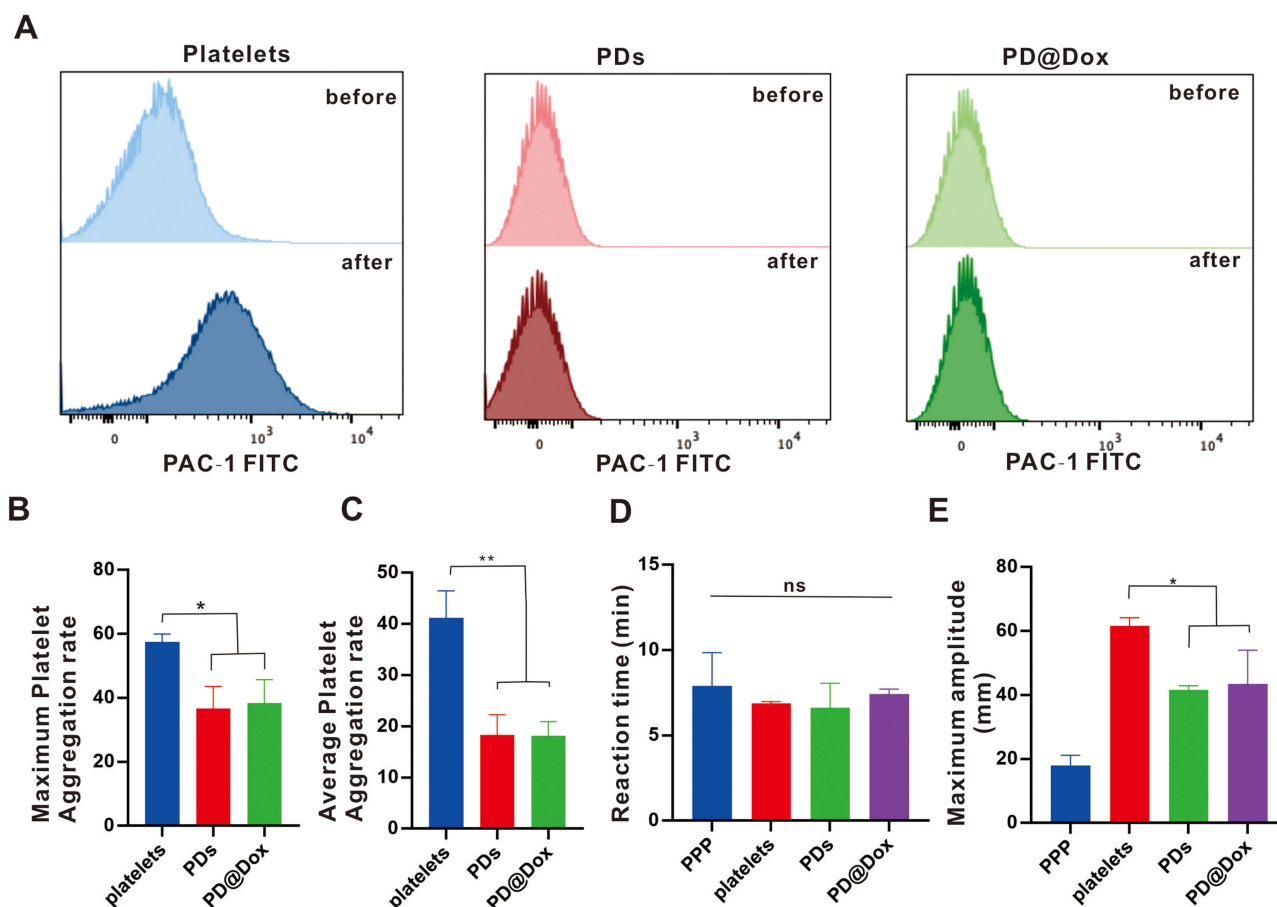 A
Platelets
PDs
PD@Dox
before
before
before
after
after
after
0
10³
10⁴
0
10³
10⁴
0
10³
10⁴
PAC-1 FITC
PAC-1 FITC
PAC-1 FITC
B
Maximum Platelet
Aggregation rate
80
60
40
20
0
*
platelets
PDs
PD@Dox
C
Average Platelet
Aggregation rate
50
40
30
20
10
0
**
platelets
PDs
PD@Dox
D
Reaction time (min)
15
10
5
0
ns
PPP
platelets
PDs
PD@Dox
E
Maximum amplitude
(mm)
80
60
40
20
0
*
PPP
platelets
PDs
PD@Dox